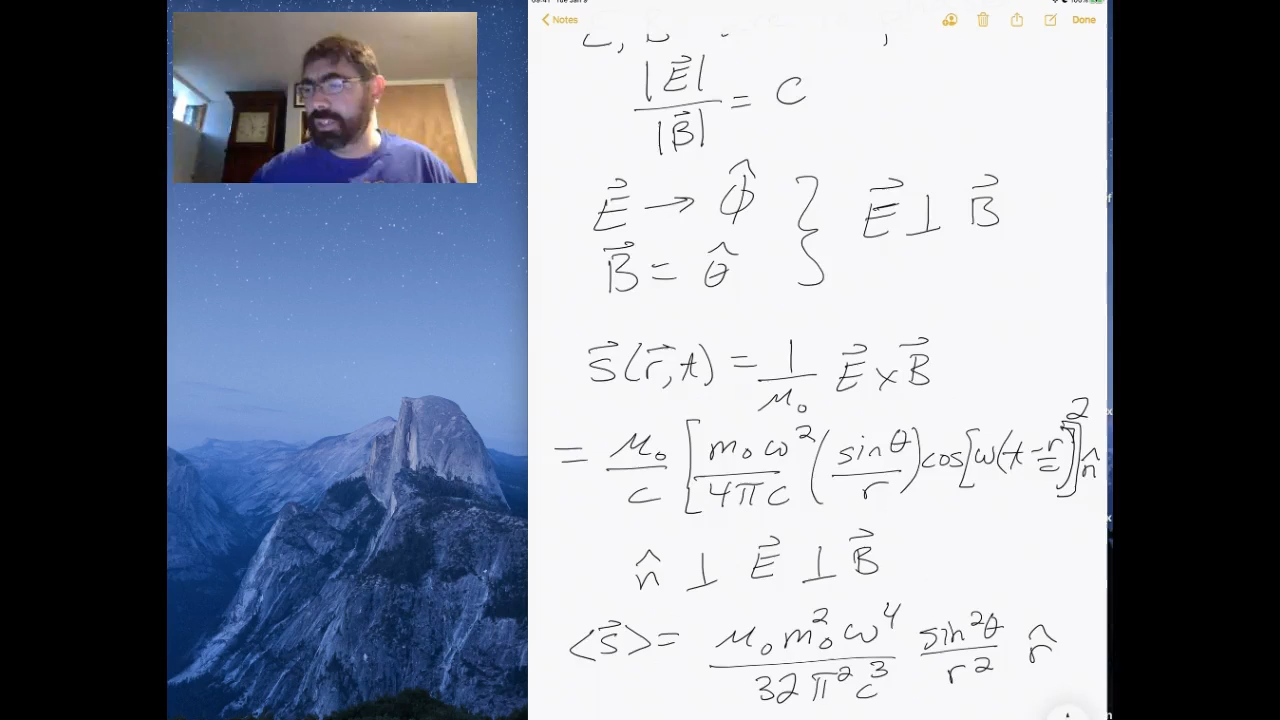 Notes
Done
|E⃗|
/|B⃗| = C
E⃗ → φ̂ } E⃗ ⊥ B⃗
B⃗ = θ̂
S⃗(r⃗,t) = 1/μ₀ E⃗ × B⃗
= μ₀/c [m₀ω²/4πc (sinθ/r) cos[ω(t - r/c)]]² n̂
n̂ ⊥ E⃗ ⊥ B⃗
<S⃗> = μ₀m₀²ω⁴/32π²c³ sin²θ/r² r̂